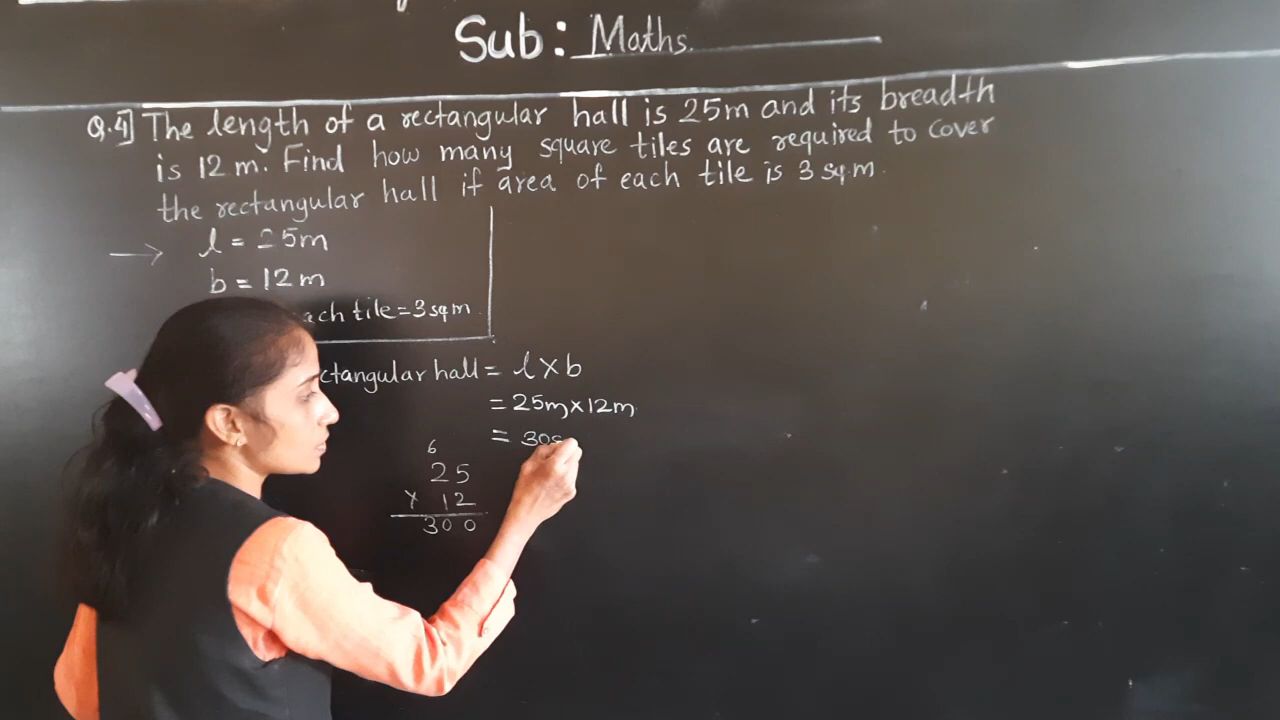 Sub: Maths.
Q.4] The length of a rectangular hall is 25m and its breadth
is 12 m. Find how many square tiles are required to cover
the rectangular hall if area of each tile is 3 sq.m.
→ l = 25m
b = 12 m
ach tile = 3 sq m
ctangular hall = l × b
= 25m × 12m
= 30
6
25
× 12
300